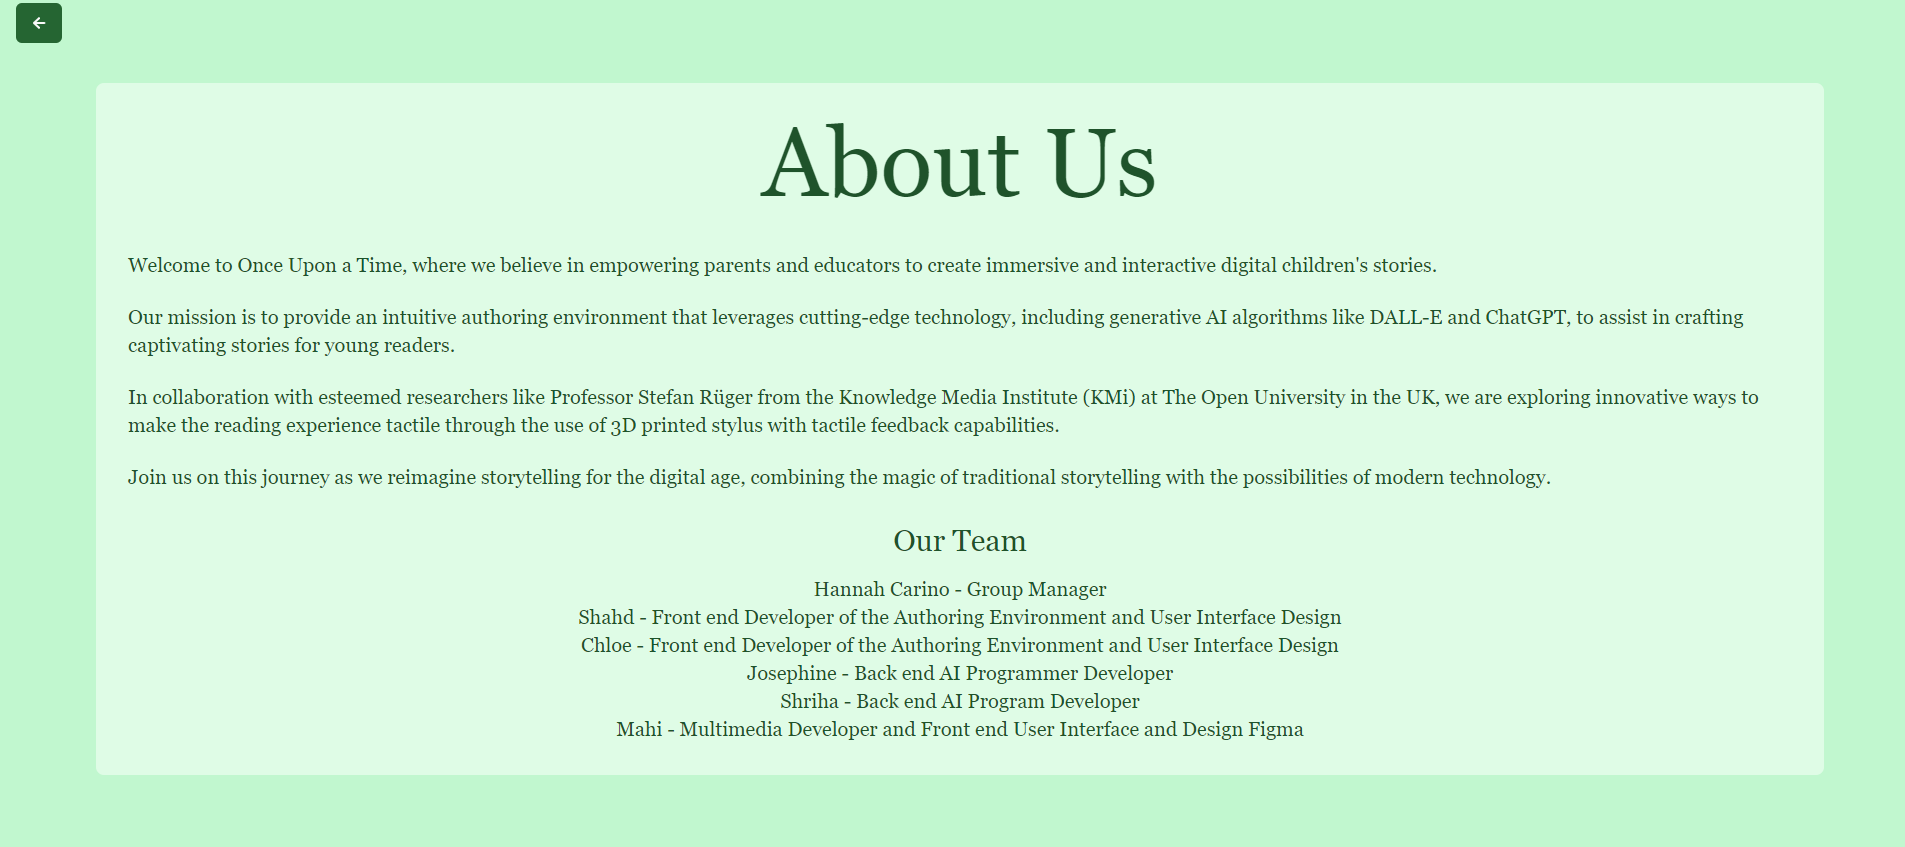 About Us
Welcome to Once Upon a Time, where we believe in empowering parents and educators to create immersive and interactive digital children's stories.
Our mission is to provide an intuitive authoring environment that leverages cutting-edge technology, including generative AI algorithms like DALL-E and ChatGPT, to assist in crafting
captivating stories for young readers.
In collaboration with esteemed researchers like Professor Stefan Rüger from the Knowledge Media Institute (KMi) at The Open University in the UK, we are exploring innovative ways to
make the reading experience tactile through the use of 3D printed stylus with tactile feedback capabilities.
Join us on this journey as we reimagine storytelling for the digital age, combining the magic of traditional storytelling with the possibilities of modern technology.
Our Team
Hannah Carino - Group Manager
Shahd - Front end Developer of the Authoring Environment and User Interface Design
Chloe - Front end Developer of the Authoring Environment and User Interface Design
Josephine - Back end AI Programmer Developer
Shriha - Back end AI Program Developer
Mahi - Multimedia Developer and Front end User Interface and Design Figma